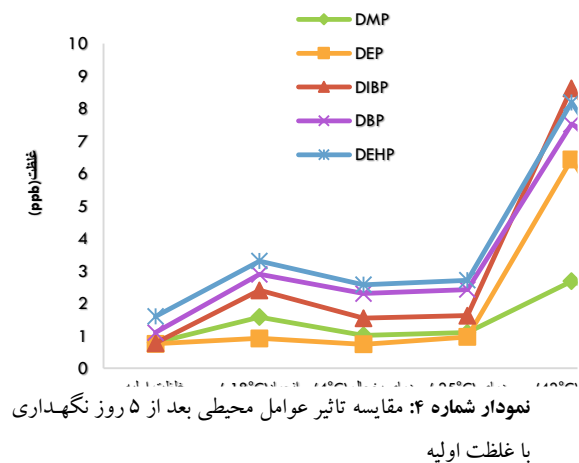 DMP
DEP
DIBP
DBP
DEHP
10
9
8
7
6
5
4
3
2
1
0
غلظت(ppb)
نمودار شماره ۴: مقایسه تاثیر عوامل محیطی بعد از ۵ روز نگهـداری
با غلظت اولیه